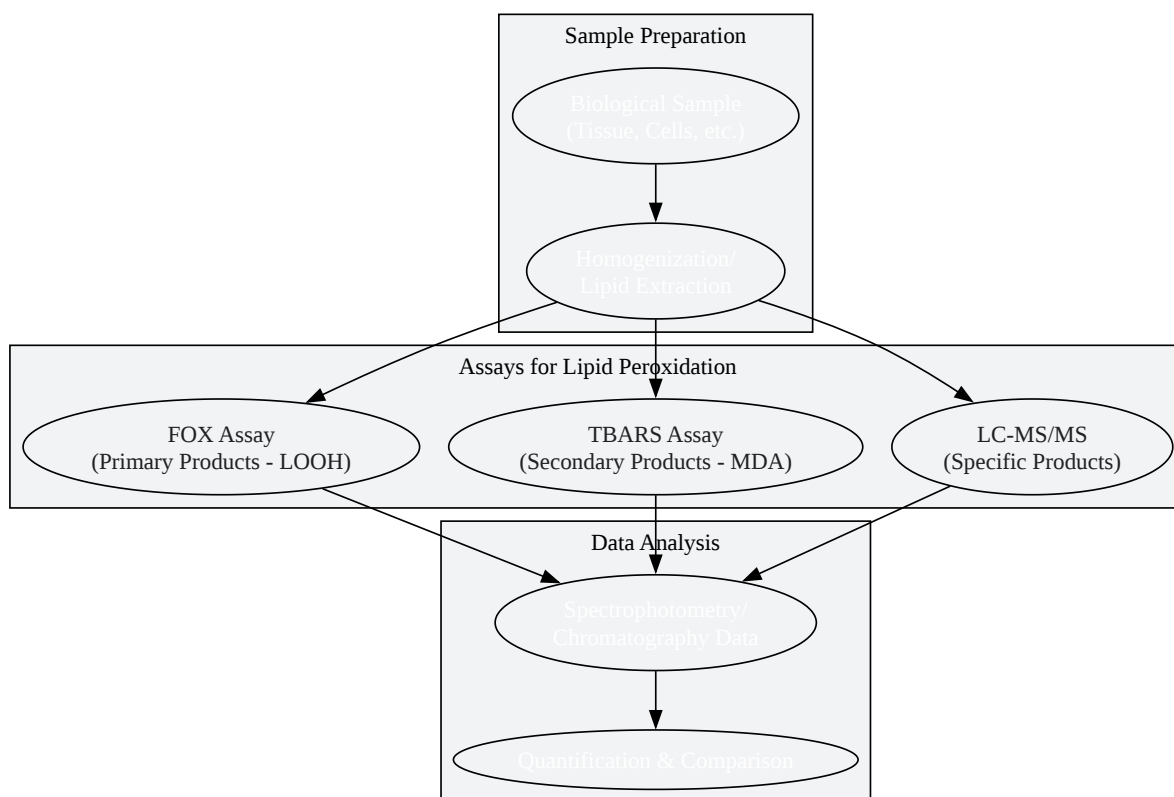 Sample Preparation
Biological Sample
(Tissue, Cells, etc.)
Homogenization/
Lipid Extraction
Assays for Lipid Peroxidation
FOX Assay
(Primary Products - LOOH)
TBARS Assay
(Secondary Products - MDA)
LC-MS/MS
(Specific Products)
Data Analysis
Spectrophotometry/
Chromatography Data
Quantification & Comparison